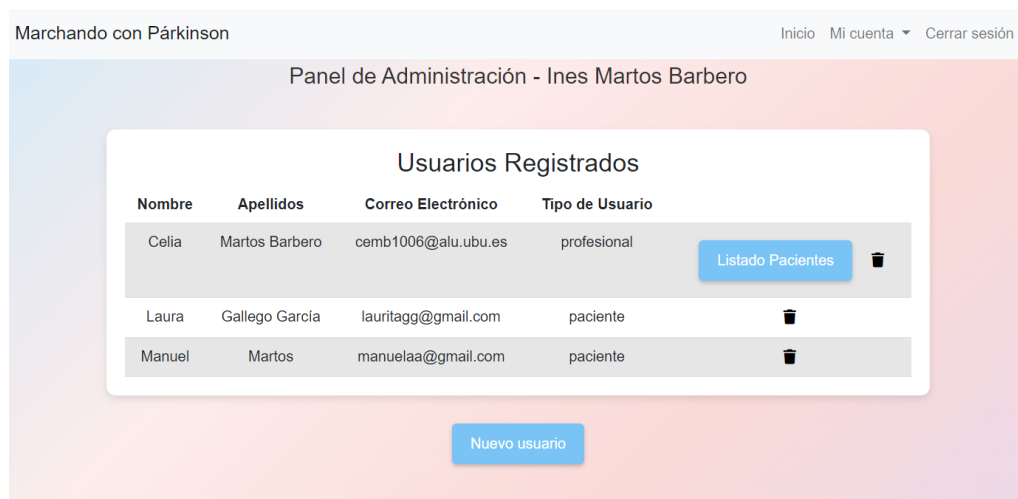 Marchando con Párkinson Inicio Mi cuenta Cerrar sesión
Panel de Administración - Ines Martos Barbero
Usuarios Registrados
Nombre Apellidos Correo Electrónico Tipo de Usuario
Celia Martos Barbero cemb1006@alu.ubu.es profesional Listado Pacientes
Laura Gallego García lauritagg@gmail.com paciente
Manuel Martos manuelaa@gmail.com paciente
Nuevo usuario